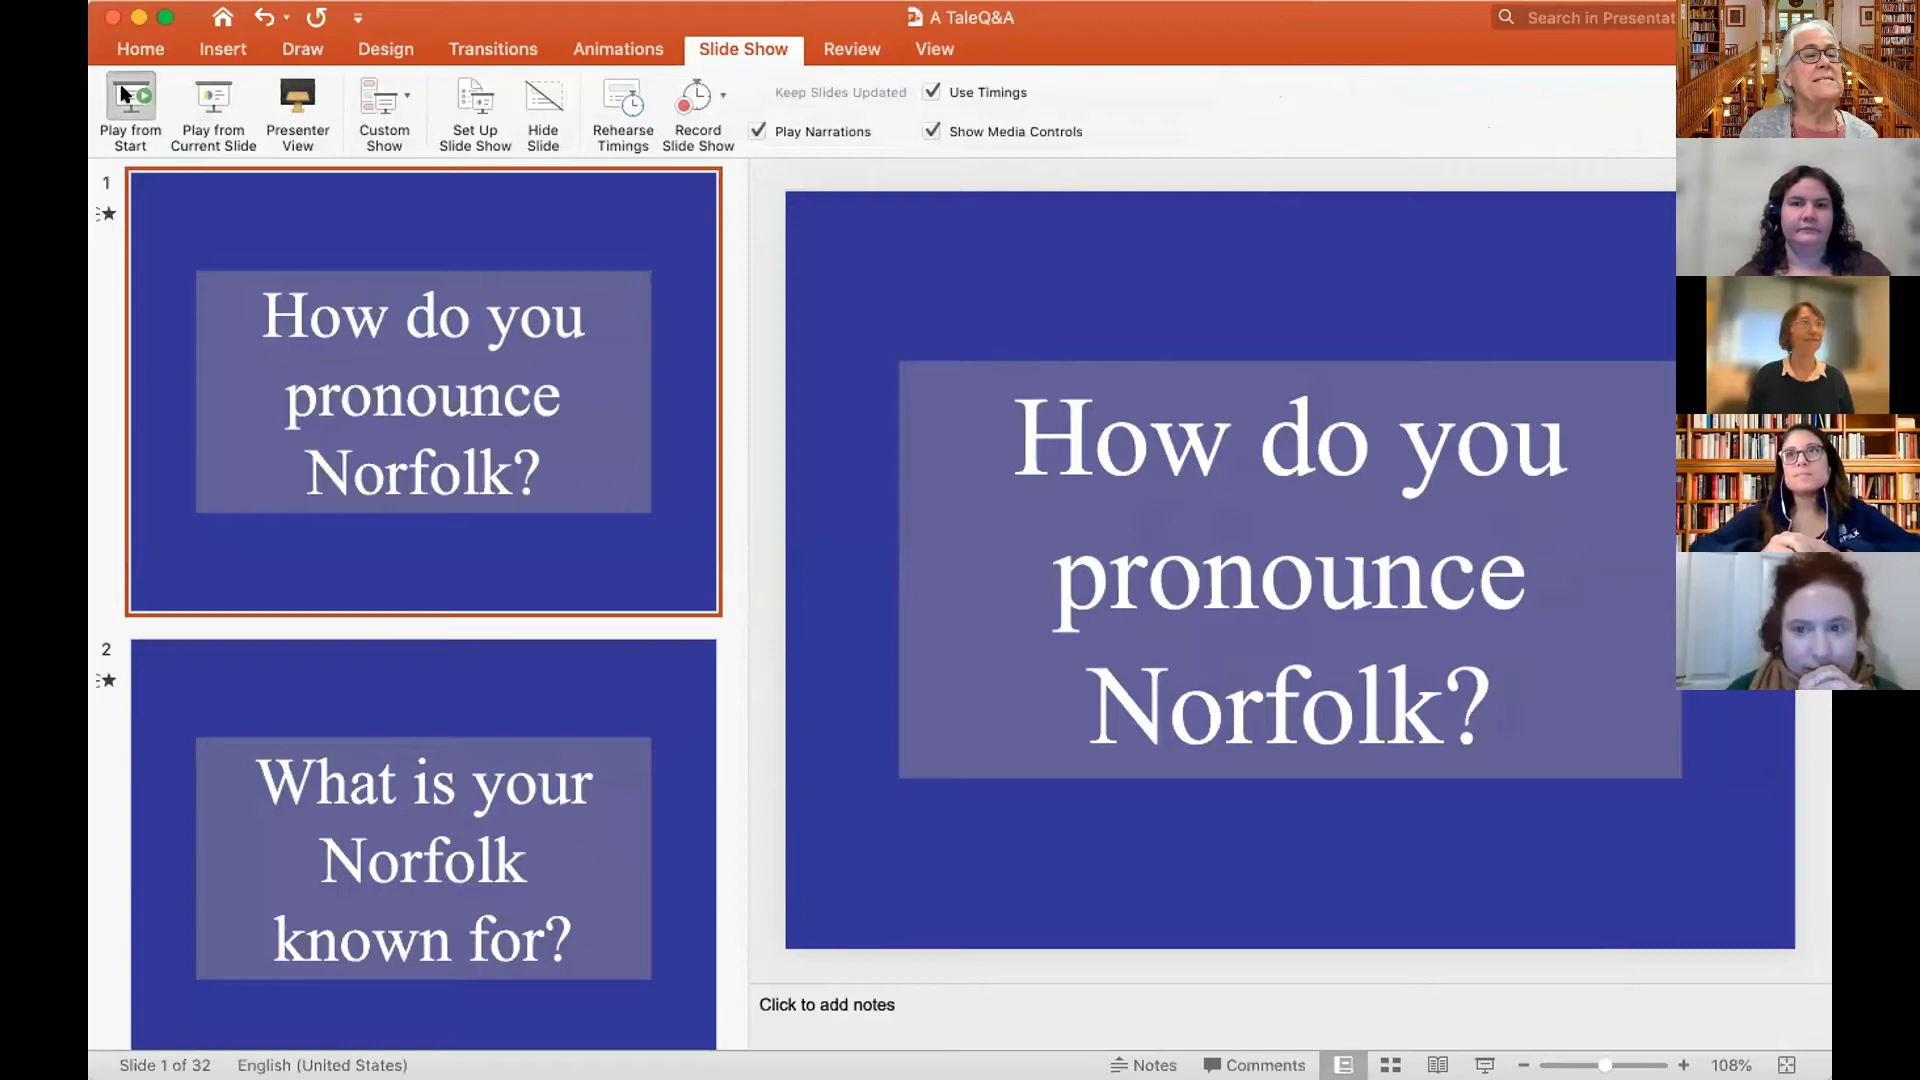 A TaleQ&A
Search in Presentat
Home Insert Draw Design Transitions Animations Slide Show Review View
Play from Start
Play from Current Slide
Presenter View
Custom Show
Set Up Slide Show
Hide Slide
Rehearse Timings
Record Slide Show
Keep Slides Updated
Use Timings
Play Narrations
Show Media Controls
1
How do you
pronounce
Norfolk?
2
What is your
Norfolk
known for?
How do you
pronounce
Norfolk?
Click to add notes
Slide 1 of 32 English (United States) Notes Comments 108%